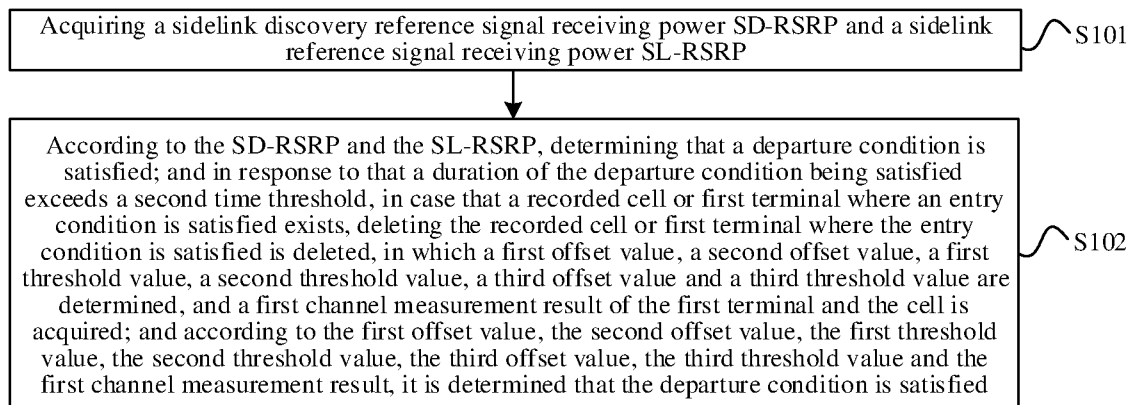 Acquiring a sidelink discovery reference signal receiving power SD-RSRP and a sidelink
reference signal receiving power SL-RSRP
S101
According to the SD-RSRP and the SL-RSRP, determining that a departure condition is
satisfied; and in response to that a duration of the departure condition being satisfied
exceeds a second time threshold, in case that a recorded cell or first terminal where an entry
condition is satisfied exists, deleting the recorded cell or first terminal where the entry
condition is satisfied is deleted, in which a first offset value, a second offset value, a first
threshold value, a second threshold value, a third offset value and a third threshold value are
determined, and a first channel measurement result of the first terminal and the cell is
acquired; and according to the first offset value, the second offset value, the first threshold
value, the second threshold value, the third offset value, the third threshold value and the
first channel measurement result, it is determined that the departure condition is satisfied
S102